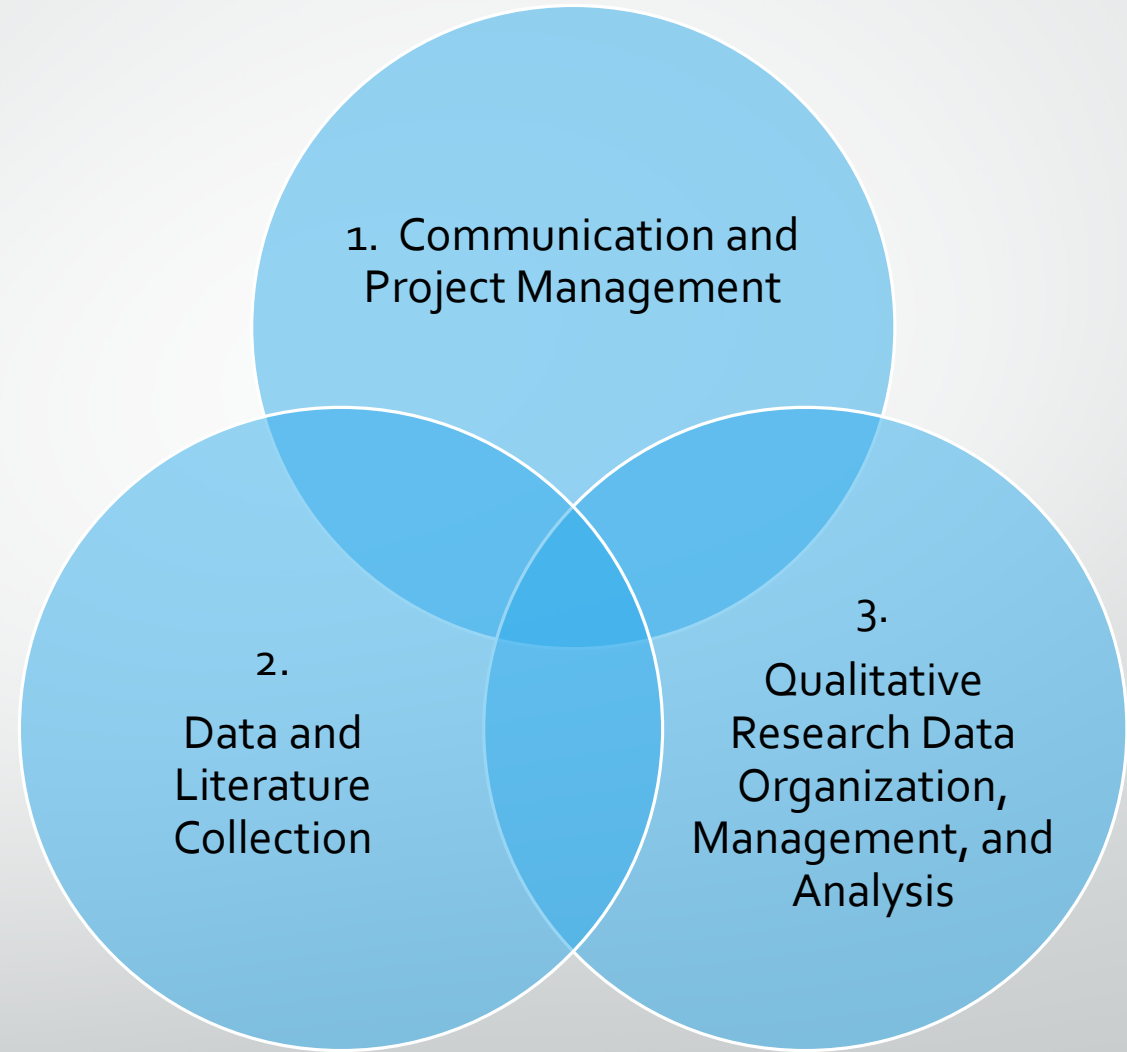 1. Communication and
Project Management
2.
Data and
Literature
Collection
3.
Qualitative
Research Data
Organization,
Management, and
Analysis